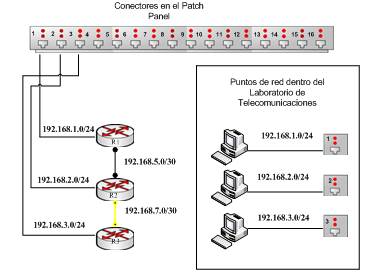 Conectores en el Patch
Panel
1 2 3 4 5 6 7 8 9 10 11 12 13 14 15 16
Puntos de red dentro del
Laboratorio de
Telecomunicaciones
192.168.1.0/24
R1
192.168.5.0/30
192.168.2.0/24
R2
192.168.7.0/30
192.168.3.0/24
R3
192.168.1.0/24
1
192.168.2.0/24
2
192.168.3.0/24
3